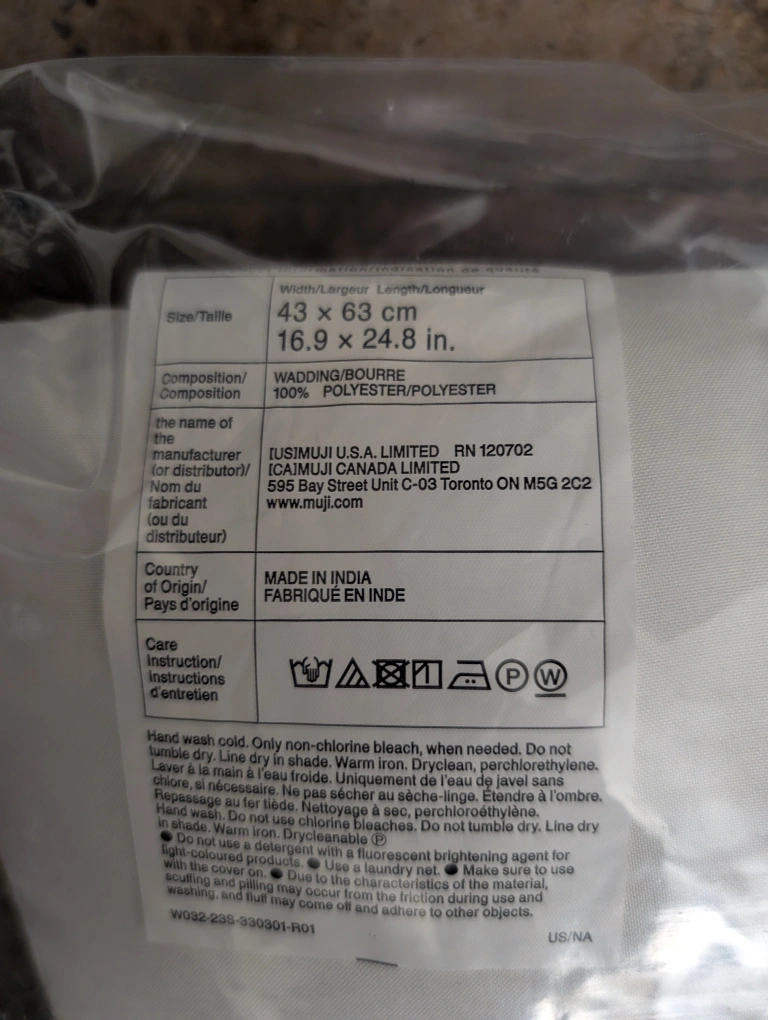 information/indication de qualité
Size/Taille
Width/Largeur Length/Longueur
43 × 63 cm
16.9 × 24.8 in.
Composition/
Composition
WADDING/BOURRE
100% POLYESTER/POLYESTER
the name of
the
manufacturer
(or distributor)/
Nom du
fabricant
(ou du
distributeur)
[US]MUJI U.S.A. LIMITED RN 120702
[CA]MUJI CANADA LIMITED
595 Bay Street Unit C-03 Toronto ON M5G 2C2
www.muji.com
Country
of Origin/
Pays d'origine
MADE IN INDIA
FABRIQUÉ EN INDE
Care
Instruction/
Instructions
d'entretien
P W
Hand wash cold. Only non-chlorine bleach, when needed. Do not
tumble dry. Line dry in shade. Warm iron. Dryclean, perchlorethylene.
Laver à la main à l'eau froide. Uniquement de l'eau de javel sans
chlore, si nécessaire. Ne pas sécher au sèche-linge. Étendre à l'ombre.
Repassage au fer tiède. Nettoyage à sec, perchloroéthylène.
Hand wash. Do not use chlorine bleaches. Do not tumble dry. Line dry
in shade. Warm iron. Drycleanable Ⓟ
● Do not use a detergent with a fluorescent brightening agent for
light-coloured products. ● Use a laundry net. ● Make sure to use
with the cover on. ● Due to the characteristics of the material,
scuffing and pilling may occur from the friction during use and
washing, and fluff may come off and adhere to other objects.
W032-23S-330301-R01
US/NA